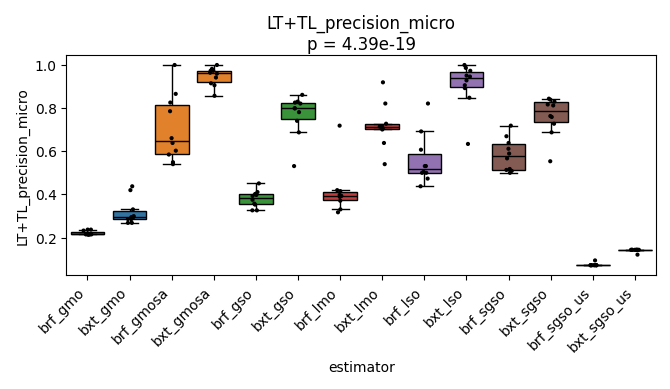 LT+TL_precision_micro
p = 4.39e-19
LT+TL_precision_micro
1.0
0.8
0.6
0.4
0.2
brf_gmo
bxt_gmo
brf_gmosa
bxt_gmosa
brf_gso
bxt_gso
brf_lmo
bxt_lmo
brf_lso
bxt_lso
brf_sgso
bxt_sgso
brf_sgso_us
bxt_sgso_us
estimator